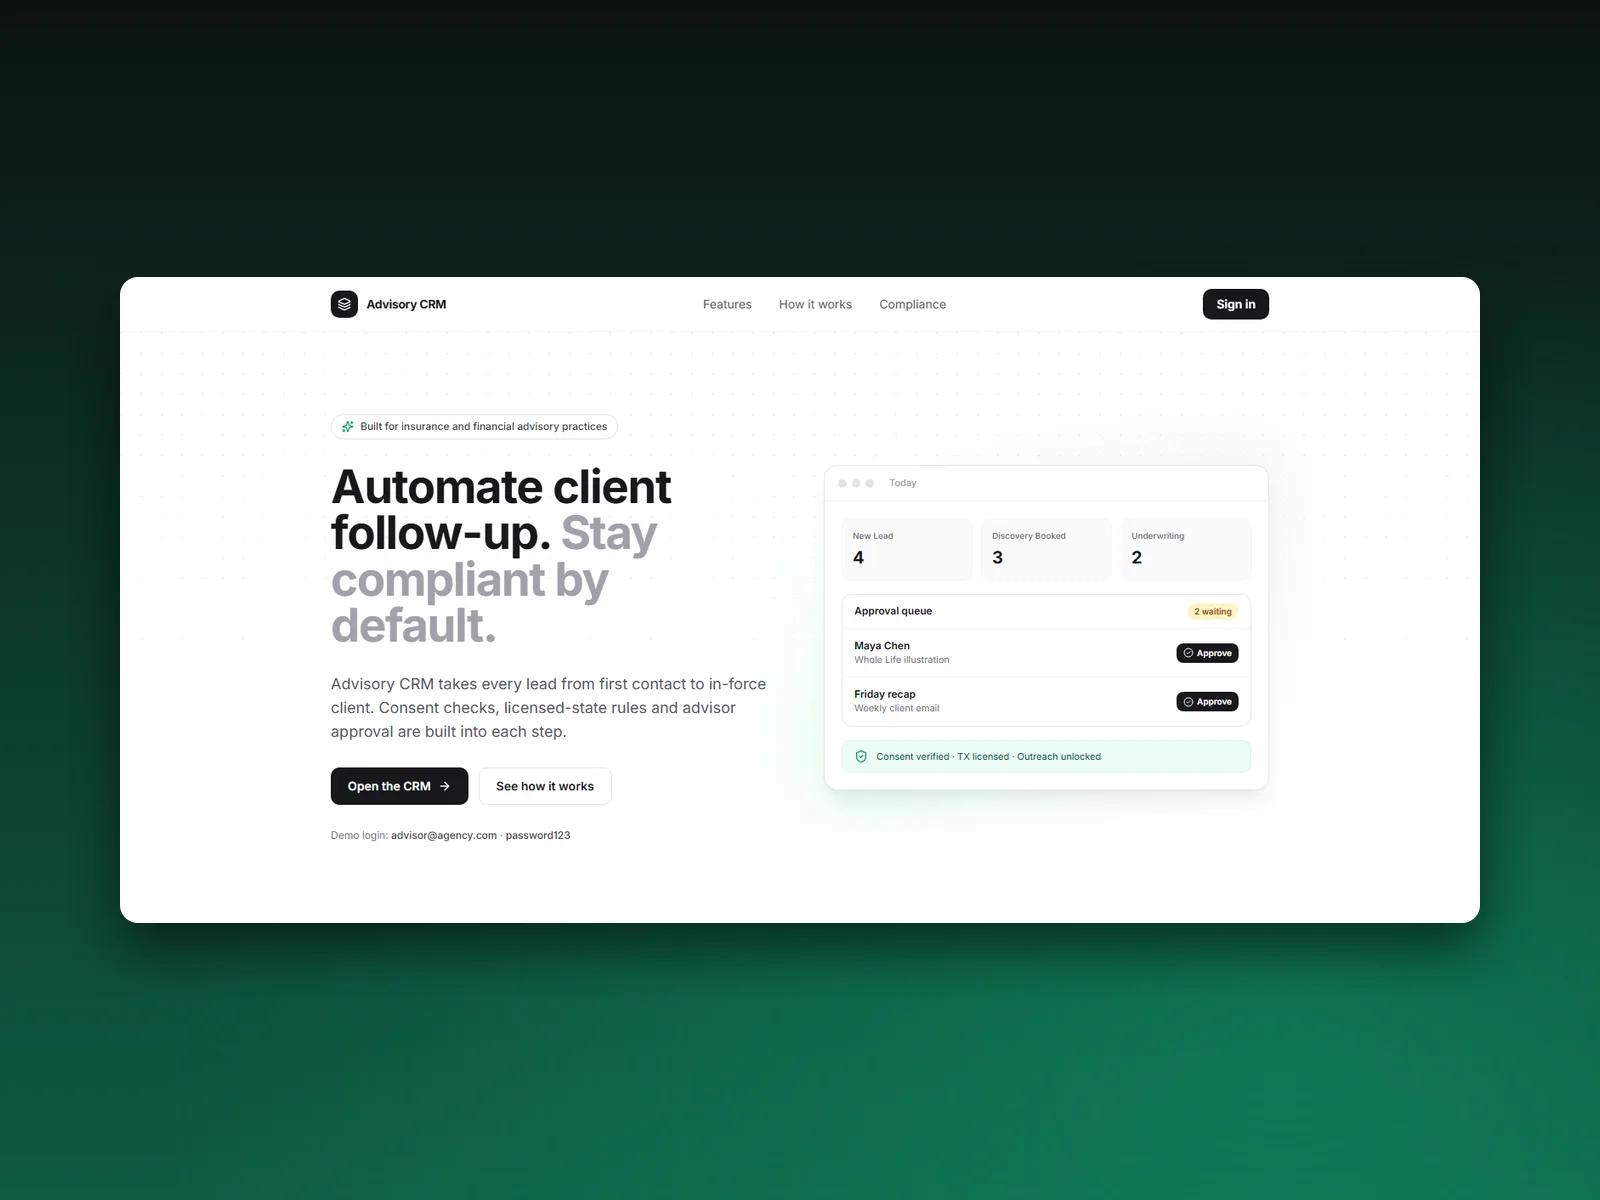 Advisory CRM
Features
How it works
Compliance
Sign in
Built for insurance and financial advisory practices
Automate client
follow-up. Stay
compliant by
default.
Advisory CRM takes every lead from first contact to in-force
client. Consent checks, licensed-state rules and advisor
approval are built into each step.
Open the CRM
See how it works
Demo login: advisor@agency.com · password123
Today
New Lead
4
Discovery Booked
3
Underwriting
2
Approval queue
2 waiting
Maya Chen
Whole Life illustration
Approve
Friday recap
Weekly client email
Approve
Consent verified · TX licensed · Outreach unlocked